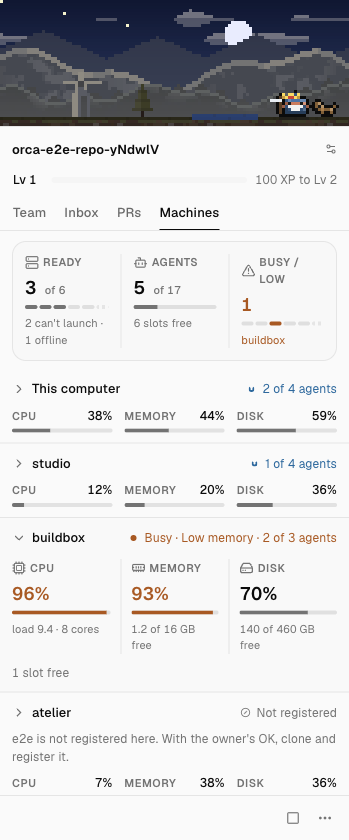 orca-e2e-repo-yNdwlV
Lv 1 100 XP to Lv 2
Team Inbox PRs Machines
READY AGENTS BUSY / LOW
3 of 6 5 of 17 1
2 can't launch · 1 offline 6 slots free buildbox
This computer 2 of 4 agents
CPU 38% MEMORY 44% DISK 59%
studio 1 of 4 agents
CPU 12% MEMORY 20% DISK 36%
buildbox Busy · Low memory · 2 of 3 agents
CPU MEMORY DISK
96% 93% 70%
load 9.4 · 8 cores 1.2 of 16 GB free 140 of 460 GB free
1 slot free
atelier Not registered
e2e is not registered here. With the owner's OK, clone and
register it.
CPU 7% MEMORY 38% DISK 36%